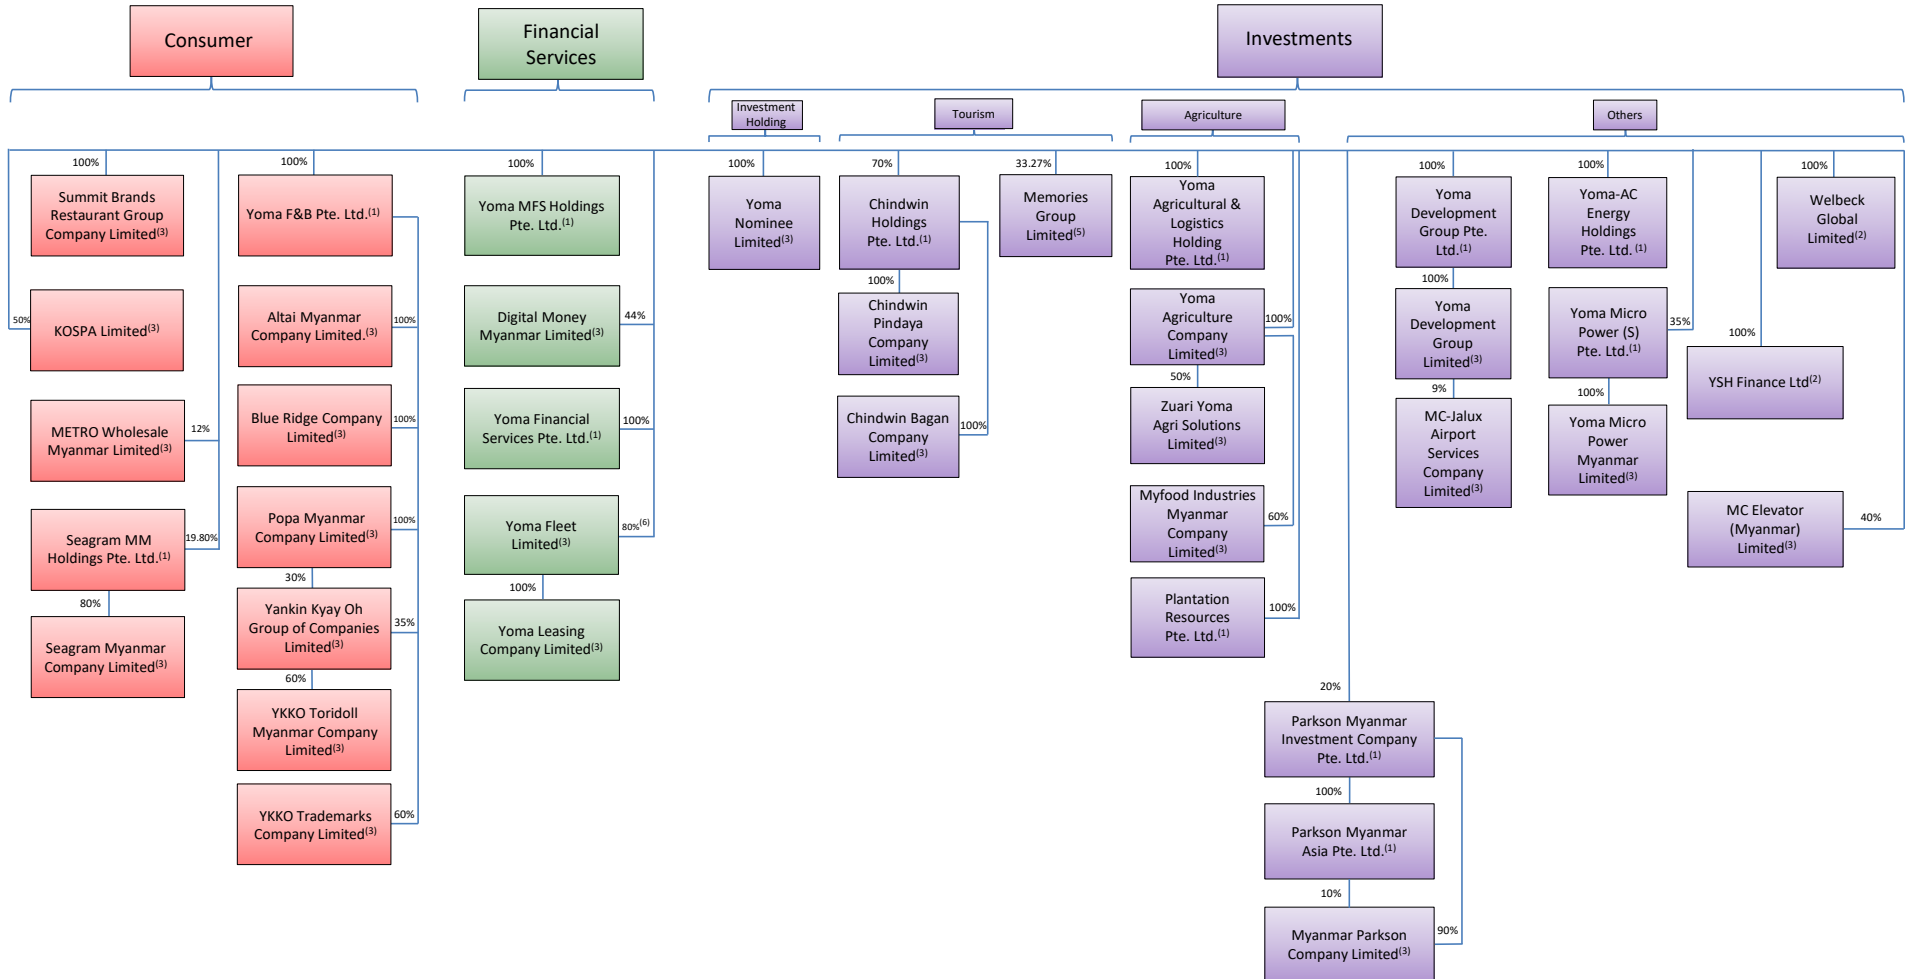 Consumer
100%
Summit Brands
Restaurant Group
Company Limited(3)
50%
KOSPA Limited(3)
METRO Wholesale
Myanmar Limited(3)
12%
Seagram MM
Holdings Pte. Ltd.(1)
19.80%
80%
Seagram Myanmar
Company Limited(3)
100%
Yoma F&B Pte. Ltd.(1)
Altai Myanmar
Company Limited.(3)
100%
Blue Ridge Company
Limited(3)
100%
Popa Myanmar
Company Limited(3)
100%
30%
Yankin Kyay Oh
Group of Companies
Limited(3)
35%
60%
YKKO Toridoll
Myanmar Company
Limited(3)
YKKO Trademarks
Company Limited(3)
60%
Financial
Services
100%
Yoma MFS Holdings
Pte. Ltd.(1)
Digital Money
Myanmar Limited(3)
44%
Yoma Financial
Services Pte. Ltd.(1)
100%
Yoma Fleet
Limited(3)
80%(6)
100%
Yoma Leasing
Company Limited(3)
Investments
Investment
Holding
100%
Yoma
Nominee
Limited(3)
Tourism
70%
Chindwin
Holdings
Pte. Ltd.(1)
100%
Chindwin
Pindaya
Company
Limited(3)
Chindwin Bagan
Company
Limited(3)
100%
33.27%
Memories
Group
Limited(5)
Agriculture
100%
Yoma
Agricultural &
Logistics
Holding
Pte. Ltd.(1)
Yoma
Agriculture
Company
Limited(3)
100%
50%
Zuari Yoma
Agri Solutions
Limited(3)
Myfood Industries
Myanmar
Company
Limited(3)
60%
Plantation
Resources
Pte. Ltd.(1)
100%
Others
20%
Parkson Myanmar
Investment Company
Pte. Ltd.(1)
100%
Parkson Myanmar
Asia Pte. Ltd.(1)
10%
Myanmar Parkson
Company Limited(3)
90%
100%
Yoma
Development
Group Pte.
Ltd.(1)
100%
Yoma
Development
Group
Limited(3)
9%
MC-Jalux
Airport
Services
Company
Limited(3)
100%
Yoma-AC
Energy
Holdings
Pte. Ltd.(1)
Yoma Micro
Power (S)
Pte. Ltd.(1)
35%
100%
Yoma Micro
Power
Myanmar
Limited(3)
100%
YSH Finance Ltd(2)
100%
Welbeck
Global
Limited(2)
MC Elevator
(Myanmar)
Limited(3)
40%